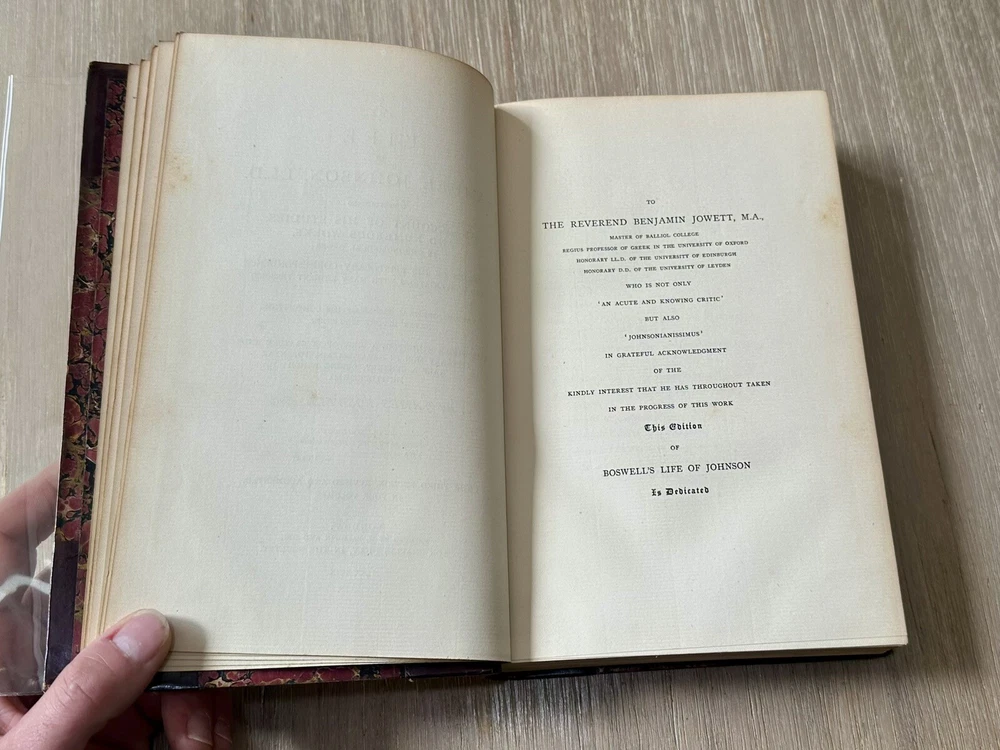 TO
THE REVEREND BENJAMIN JOWETT, M.A.,
MASTER OF BALLIOL COLLEGE
REGIUS PROFESSOR OF GREEK IN THE UNIVERSITY OF OXFORD
HONORARY LL.D. OF THE UNIVERSITY OF EDINBURGH
HONORARY D.D. OF THE UNIVERSITY OF LEYDEN
WHO IS NOT ONLY
'AN ACUTE AND KNOWING CRITIC'
BUT ALSO
'JOHNSONIANISSIMUS'
IN GRATEFUL ACKNOWLEDGMENT
OF THE
KINDLY INTEREST THAT HE HAS THROUGHOUT TAKEN
IN THE PROGRESS OF THIS WORK
This Edition
OF
BOSWELL'S LIFE OF JOHNSON
Is Dedicated